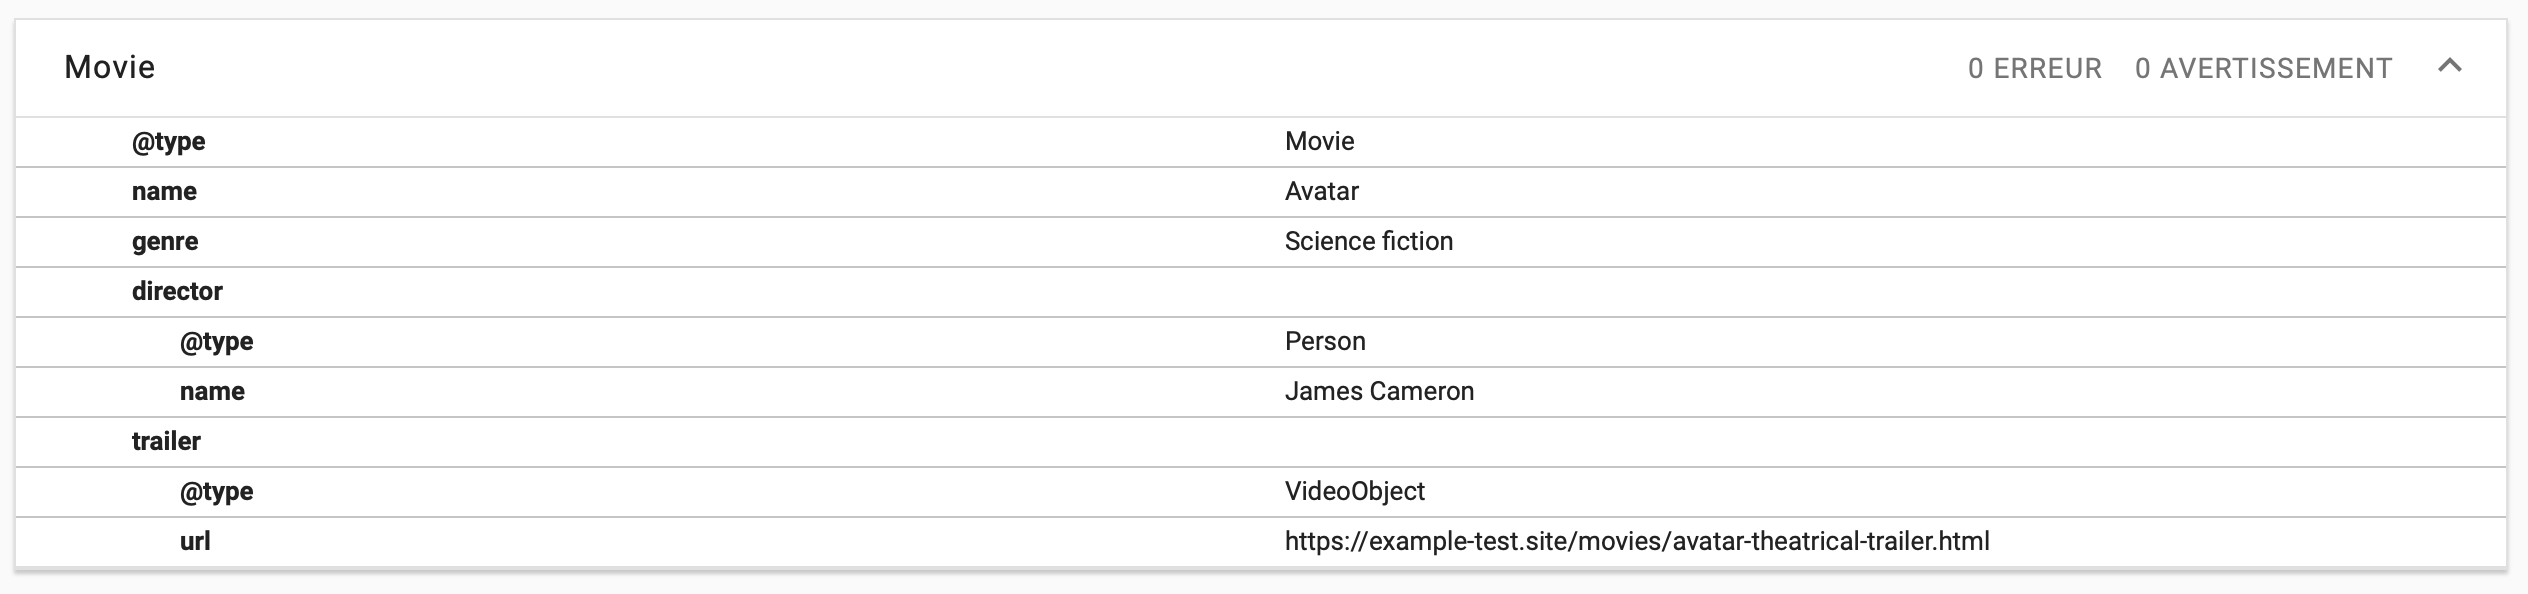 Movie 0 ERREUR 0 AVERTISSEMENT
@type Movie
name Avatar
genre Science fiction
director
@type Person
name James Cameron
trailer
@type VideoObject
url https://example-test.site/movies/avatar-theatrical-trailer.html